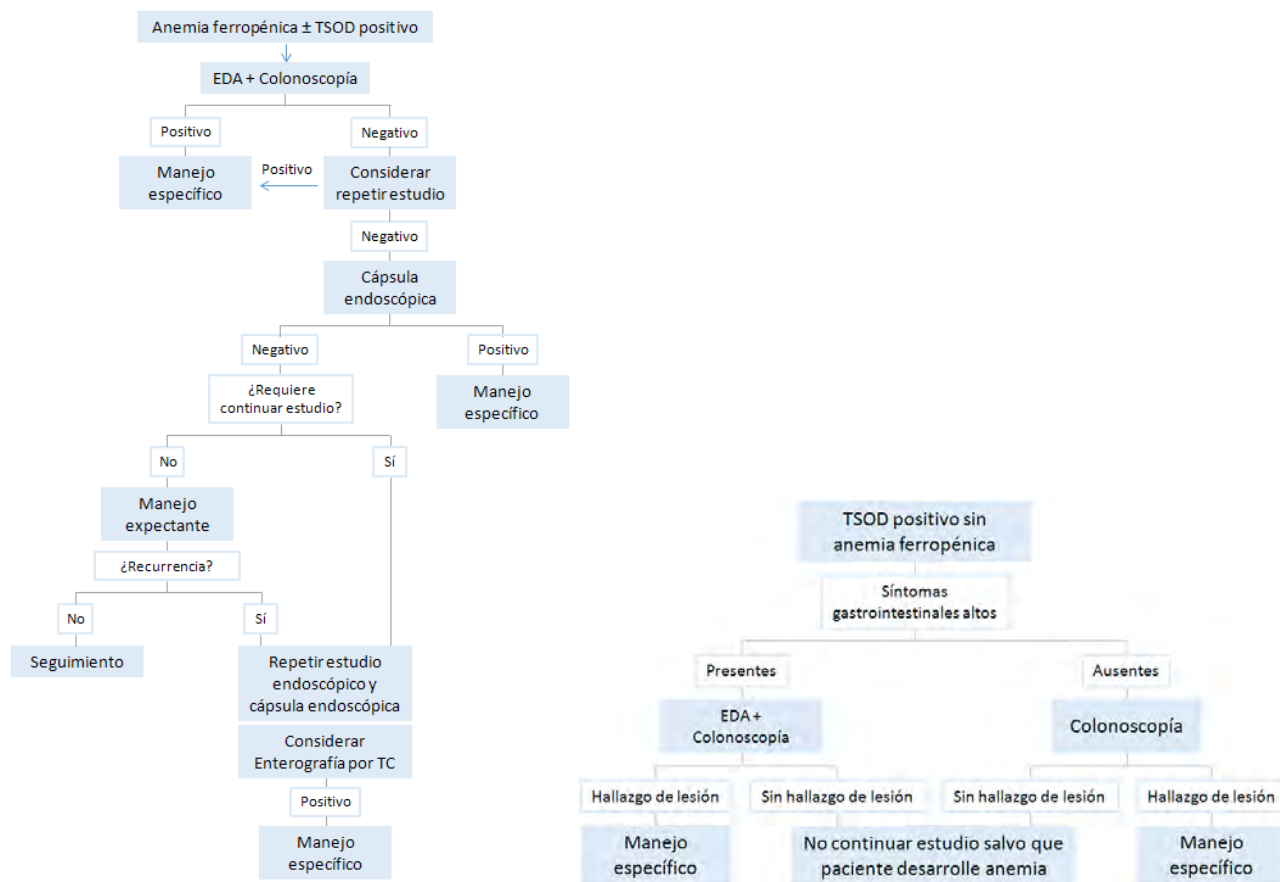 Anemia ferropénica ± TSOD positivo
EDA + Colonoscopía
Positivo
Negativo
Manejo
específico
Positivo
Considerar
repetir estudio
Negativo
Cápsula
endoscópica
Negativo
Positivo
¿Requiere
continuar estudio?
Manejo
específico
No
Sí
Manejo
expectante
¿Recurrencia?
No
Sí
Seguimiento
Repetir estudio
endoscópico y
cápsula endoscópica
Considerar
Enterografía por TC
Positivo
Manejo
específico
TSOD positivo sin
anemia ferropénica
Síntomas
gastrointestinales altos
Presentes
Ausentes
EDA +
Colonoscopía
Colonoscopía
Hallazgo de lesión
Sin hallazgo de lesión
Sin hallazgo de lesión
Hallazgo de lesión
Manejo
específico
No continuar estudio salvo que
paciente desarrolle anemia
Manejo
específico